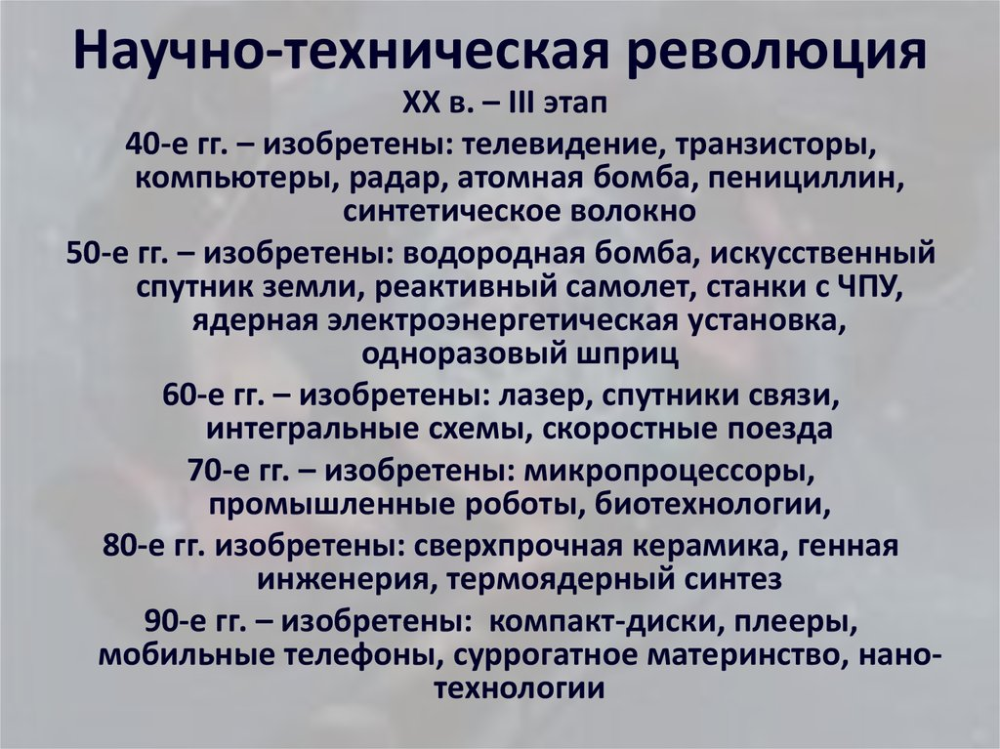 Научно-техническая революция
XX в. – III этап
40-е гг. – изобретены: телевидение, транзисторы,
компьютеры, радар, атомная бомба, пенициллин,
синтетическое волокно
50-е гг. – изобретены: водородная бомба, искусственный
спутник земли, реактивный самолет, станки с ЧПУ,
ядерная электроэнергетическая установка,
одноразовый шприц
60-е гг. – изобретены: лазер, спутники связи,
интегральные схемы, скоростные поезда
70-е гг. – изобретены: микропроцессоры,
промышленные роботы, биотехнологии,
80-е гг. изобретены: сверхпрочная керамика, генная
инженерия, термоядерный синтез
90-е гг. – изобретены:  компакт-диски, плееры,
мобильные телефоны, суррогатное материнство, нано-
технологии